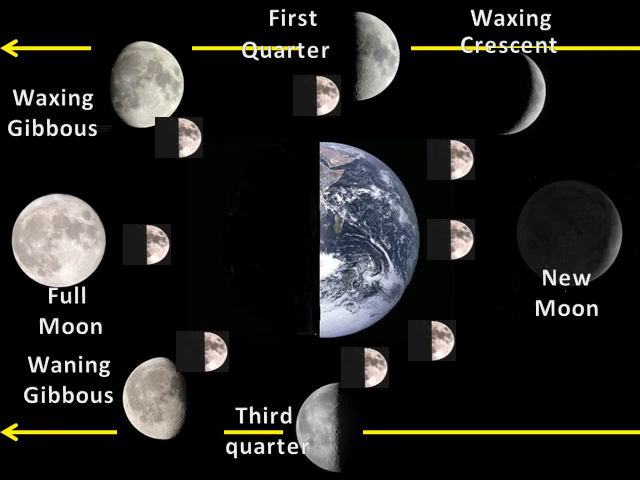 First
Quarter
Waxing
Crescent
Waxing
Gibbous
Full
Moon
New
Moon
Waning
Gibbous
Third
quarter